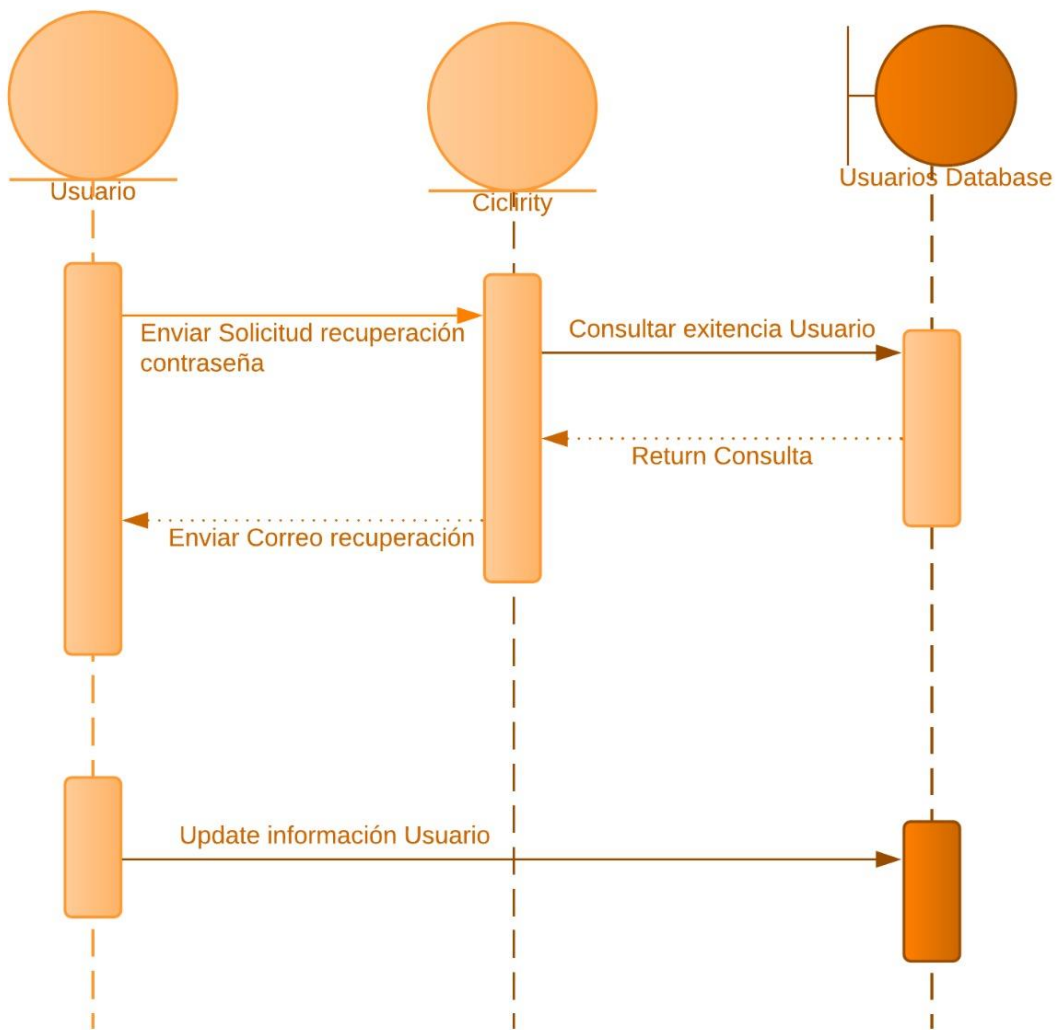 Usuario
Ciclirity
Usuarios Database
Enviar Solicitud recuperación
contraseña
Consultar exitencia Usuario
Return Consulta
Enviar Correo recuperación
Update información Usuario